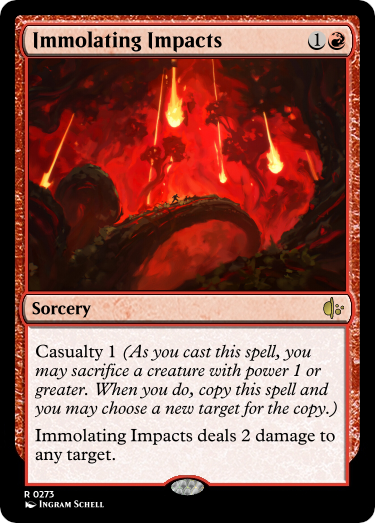 Immolating Impacts 1
Sorcery
Casualty 1 (As you cast this spell, you
may sacrifice a creature with power 1 or
greater. When you do, copy this spell and
you may choose a new target for the copy.)
Immolating Impacts deals 2 damage to
any target.
R 0273
Ingram Schell